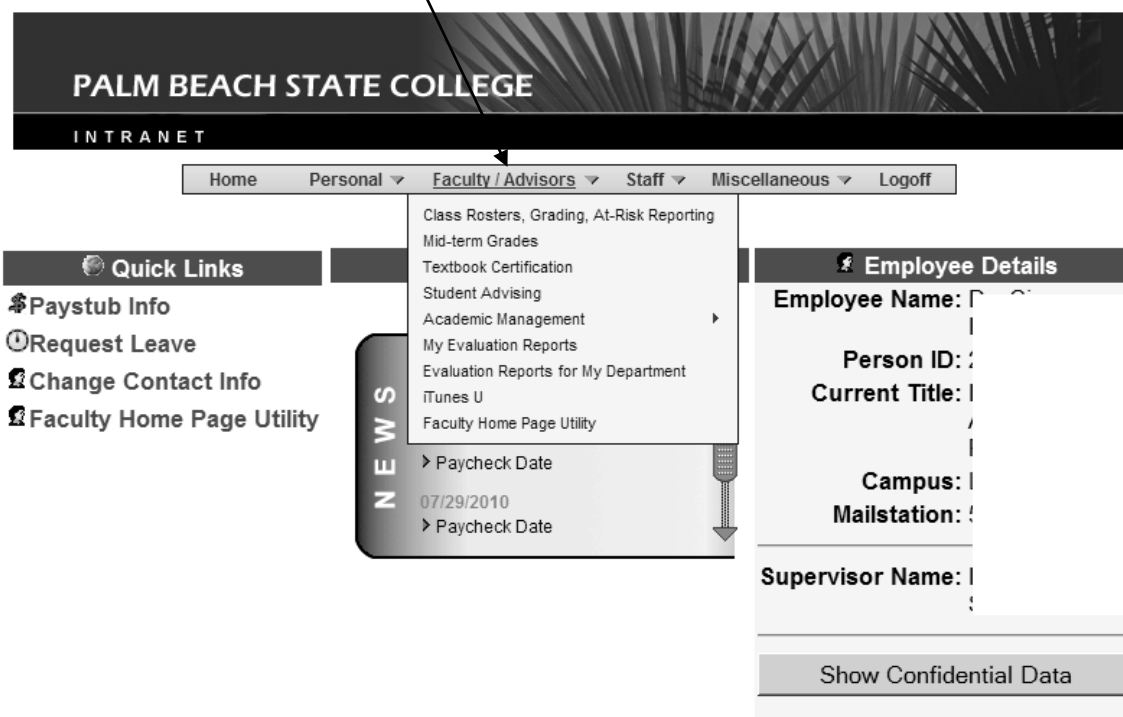 PALM BEACH STATE COLLEGE
INTRANET
Home Personal Faculty / Advisors Staff Miscellaneous Logoff
Class Rosters, Grading, At-Risk Reporting
Mid-term Grades
Textbook Certification
Student Advising
Academic Management
My Evaluation Reports
Evaluation Reports for My Department
iTunes U
Faculty Home Page Utility
Quick Links
Paystub Info
Request Leave
Change Contact Info
Faculty Home Page Utility
NEWS
Paycheck Date
07/29/2010
Paycheck Date
Employee Details
Employee Name:
Person ID:
Current Title:
Campus:
Mailstation:
Supervisor Name:
Show Confidential Data